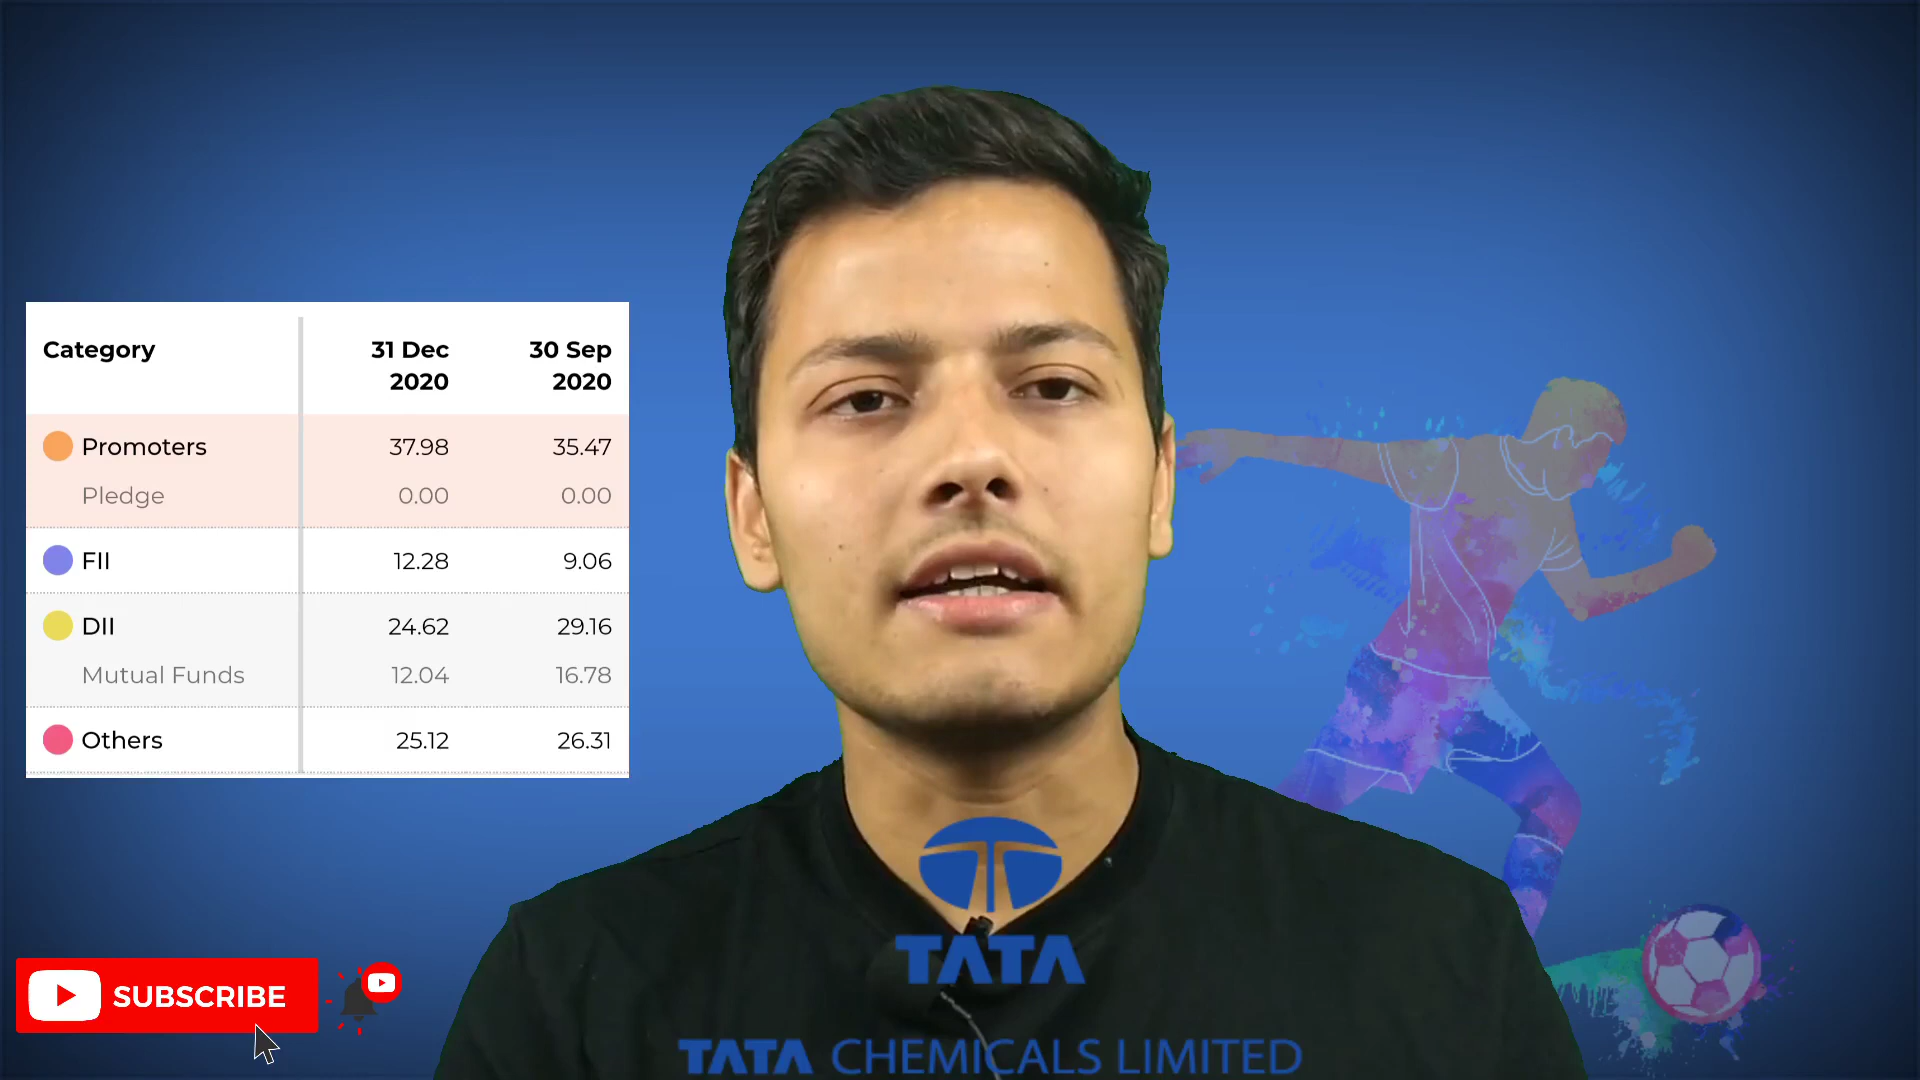 Category 31 Dec 2020 30 Sep 2020
Promoters 37.98 35.47
Pledge 0.00 0.00
FII 12.28 9.06
DII 24.62 29.16
Mutual Funds 12.04 16.78
Others 25.12 26.31
SUBSCRIBE
TATA
TATA CHEMICALS LIMITED